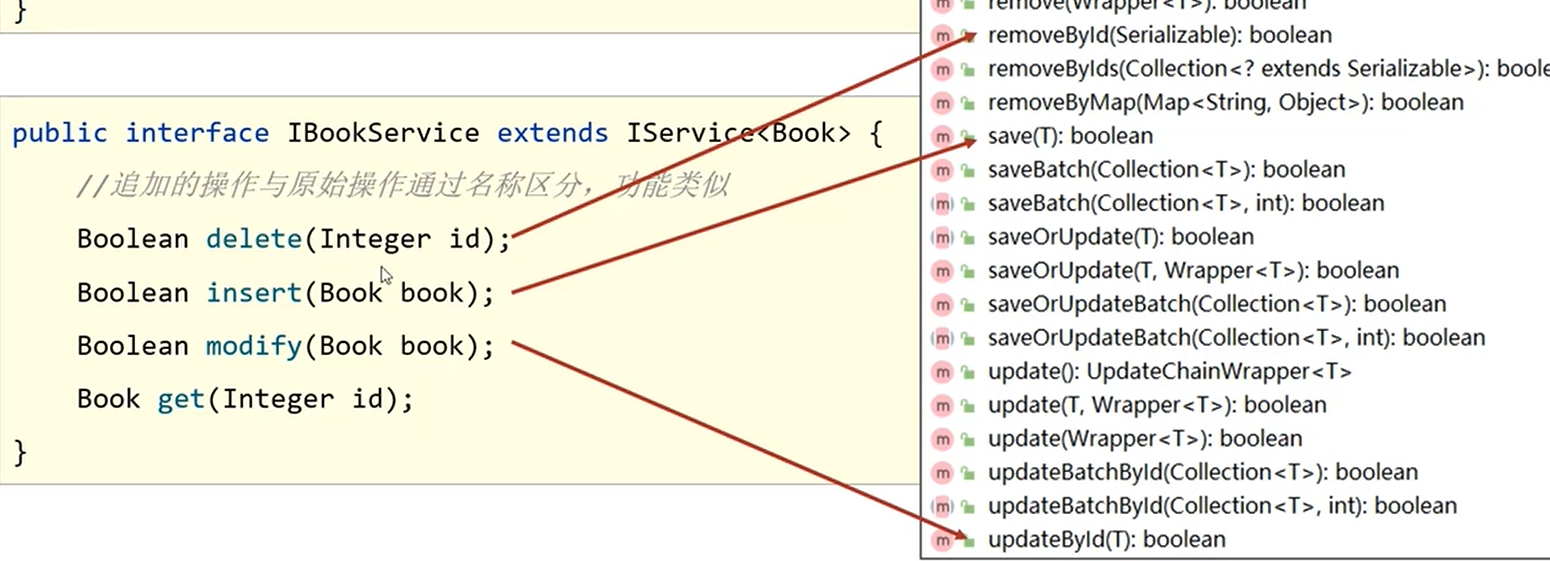 }
public interface IBookService extends IService<Book> {
//追加的操作与原始操作通过名称区分，功能类似
Boolean delete(Integer id);
Boolean insert(Book book);
Boolean modify(Book book);
Book get(Integer id);
}
remove(Wrapper<T>): boolean
removeById(Serializable): boolean
removeByIds(Collection<? extends Serializable>): boole
removeByMap(Map<String, Object>): boolean
save(T): boolean
saveBatch(Collection<T>): boolean
saveBatch(Collection<T>, int): boolean
saveOrUpdate(T): boolean
saveOrUpdate(T, Wrapper<T>): boolean
saveOrUpdateBatch(Collection<T>): boolean
saveOrUpdateBatch(Collection<T>, int): boolean
update(): UpdateChainWrapper<T>
update(T, Wrapper<T>): boolean
update(Wrapper<T>): boolean
updateBatchById(Collection<T>): boolean
updateBatchById(Collection<T>, int): boolean
updateById(T): boolean